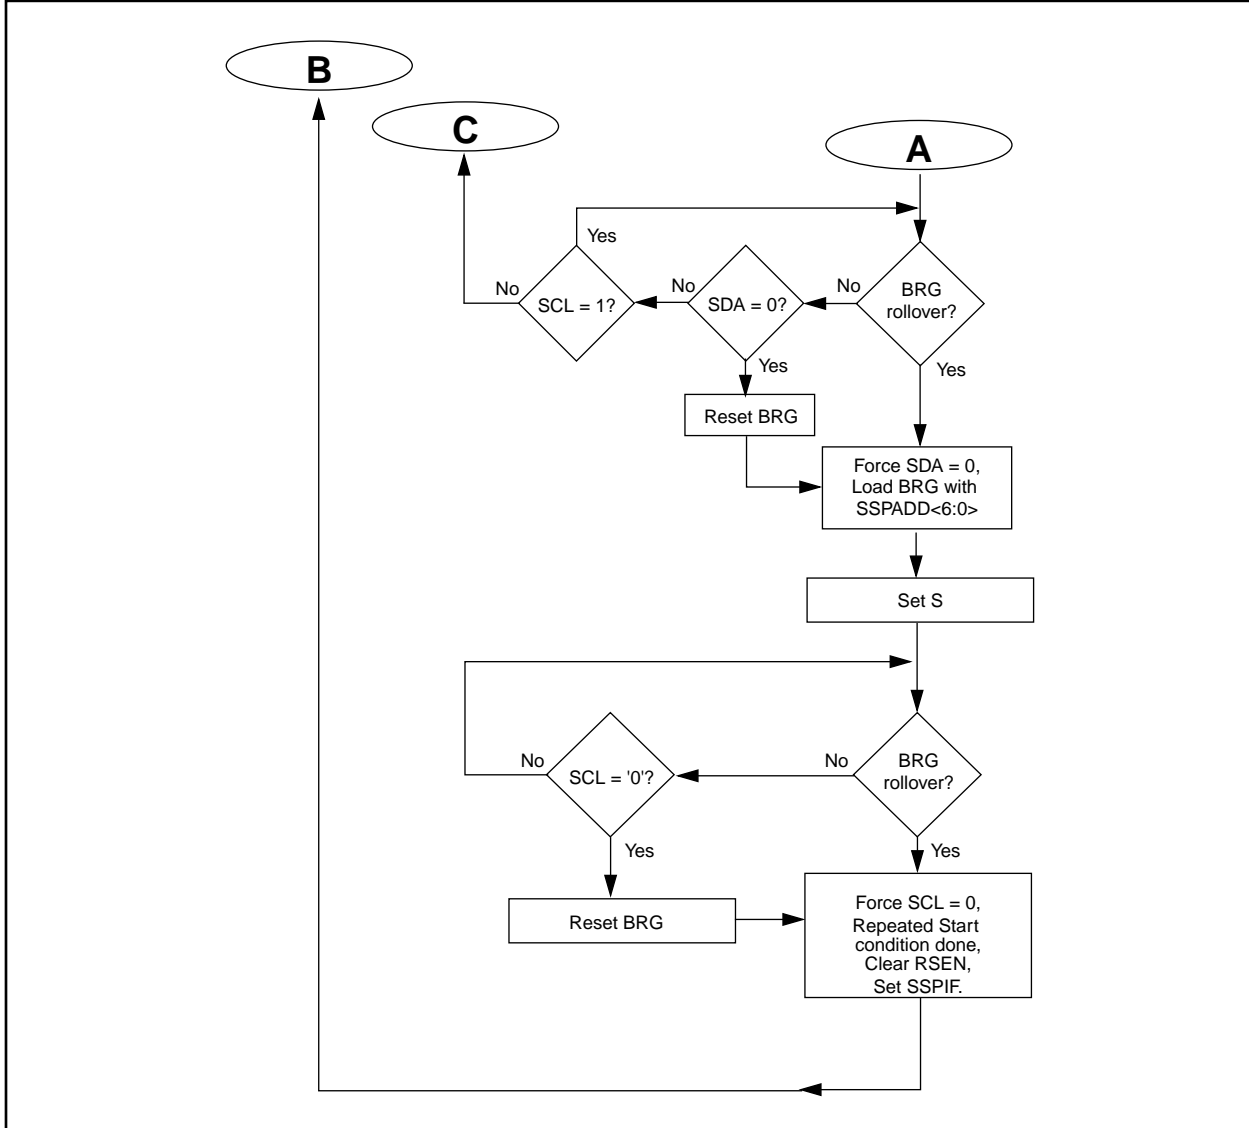 B
C
A
Yes
No
SCL = 1?
No
SDA = 0?
No
BRG
rollover?
Yes
Yes
Reset BRG
Force SDA = 0,
Load BRG with
SSPADD<6:0>
Set S
No
SCL = '0'?
No
BRG
rollover?
Yes
Yes
Reset BRG
Force SCL = 0,
Repeated Start
condition done,
Clear RSEN,
Set SSPIF.